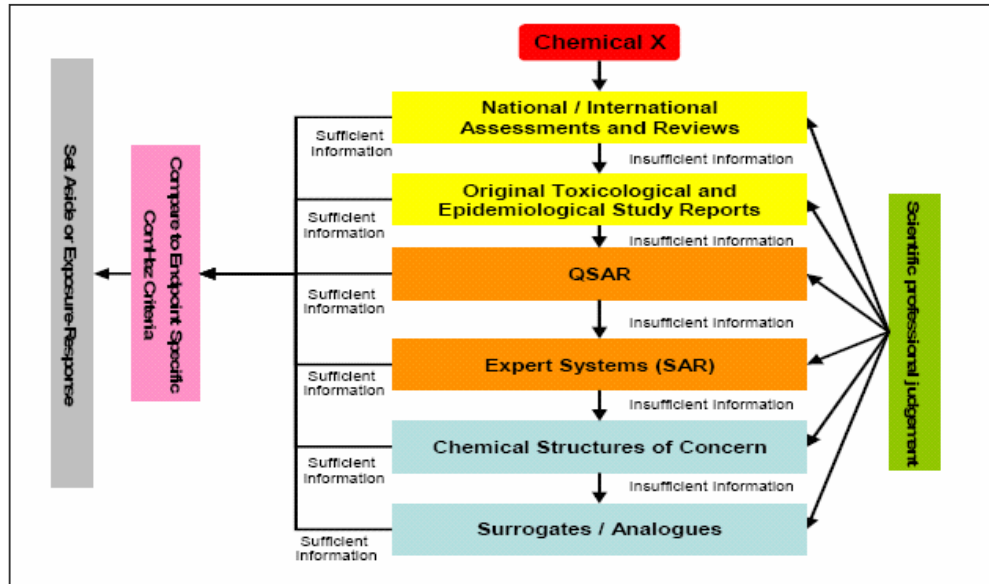 Chemical X
National / International
Assessments and Reviews
Sufficient
Information
Insufficient Information
Original Toxicological and
Epidemiological Study Reports
Sufficient
Information
Insufficient Information
QSAR
Sufficient
Information
Insufficient Information
Expert Systems (SAR)
Sufficient
Information
Insufficient Information
Chemical Structures of Concern
Sufficient
Information
Insufficient Information
Surrogates / Analogues
Sufficient
Information
Compare to Endpoint Specific
ComHaz Criteria
Set Aside or Exposure-Response
Scientific professional judgement